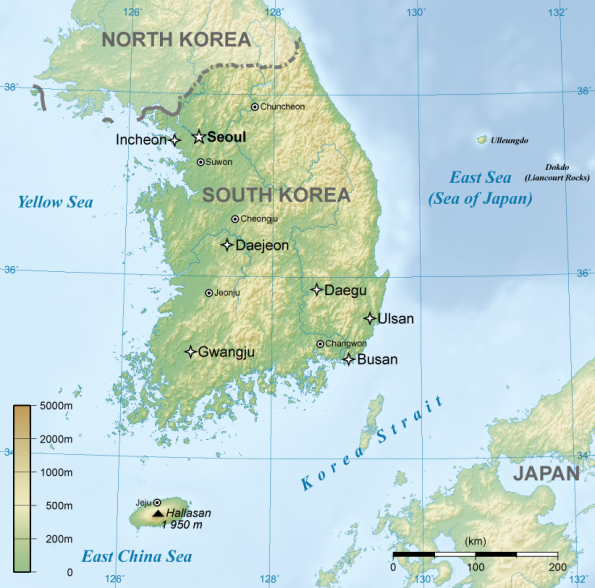 126˚
128˚
130˚
132˚
NORTH KOREA
38˚
38˚
Chuncheon
Incheon
Seoul
Ulleungdo
Suwon
Dokdo
(Liancourt Rocks)
East Sea
(Sea of Japan)
SOUTH KOREA
Yellow Sea
Cheongju
Daejeon
36˚
36˚
Jeonju
Daegu
Ulsan
Changwon
Gwangju
Busan
5000m
2000m
1000m
500m
200m
0
Korea Strait
34˚
34˚
JAPAN
Jeju
Hallasan
1 950 m
(km)
0
100
200
East China Sea
126˚
128˚
130˚
132˚